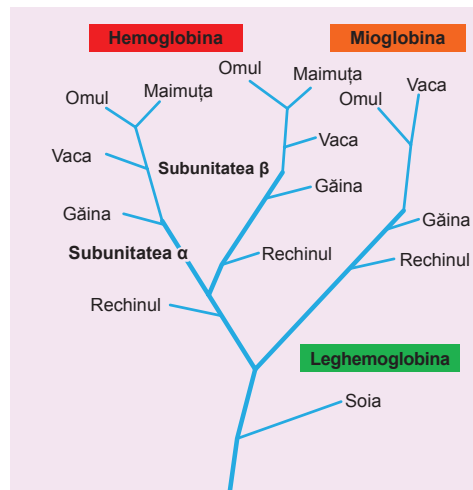 Hemoglobina
Mioglobina
Omul
Maimuța
Omul
Maimuța
Vaca
Omul
Vaca
Vaca
Subunitatea β
Găina
Găina
Găina
Subunitatea α
Rechinul
Rechinul
Rechinul
Leghemoglobina
Soia